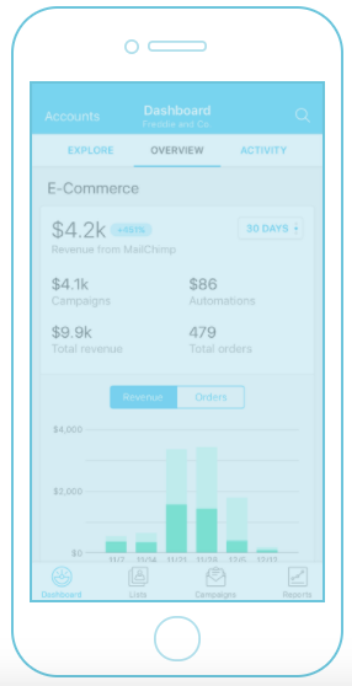 Accounts
Dashboard
Freddie and Co.
EXPLORE OVERVIEW ACTIVITY
E-Commerce
$4.2k +461%
30 DAYS
Revenue from MailChimp
$4.1k $86
Campaigns Automations
$9.9k 479
Total revenue Total orders
Revenue Orders
$4,000
$2,000
$0
11/7 11/14 11/21 11/28 12/5 12/12
Dashboard Lists Campaigns Reports